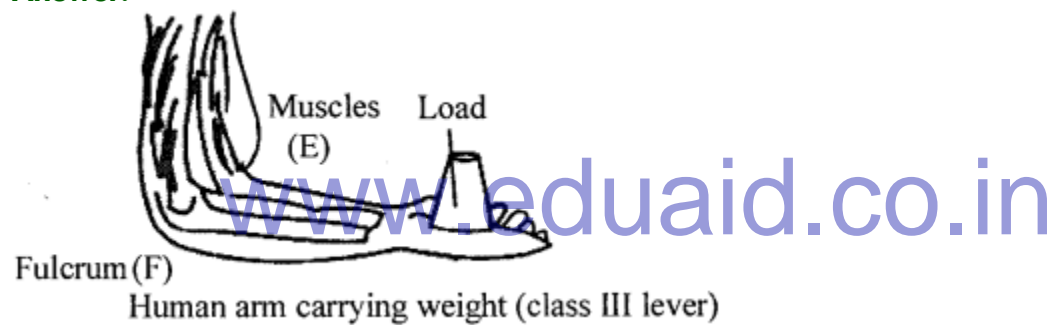 Muscles Load
(E)
www.eduaid.co.in
Fulcrum (F)
Human arm carrying weight (class III lever)